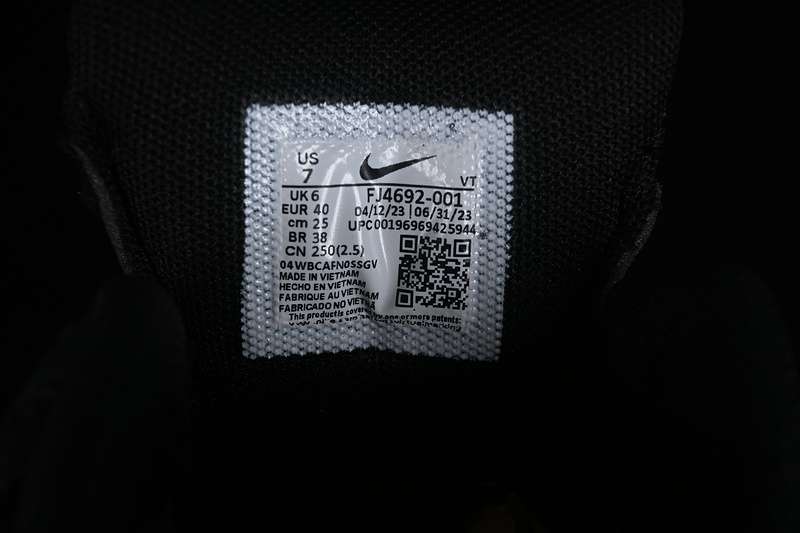 US
7
VT
UK 6
EUR 40
cm 25
BR 38
CN 250(2.5)
FJ4692-001
04/12/23 | 06/31/23
UPC00196969425944
04WBCAFN0SSGV
MADE IN VIETNAM
HECHO EN VIETNAM
FABRIQUE AU VIETNAM
FABRICADO NO VIETNA
This product is covere by one or more patents: